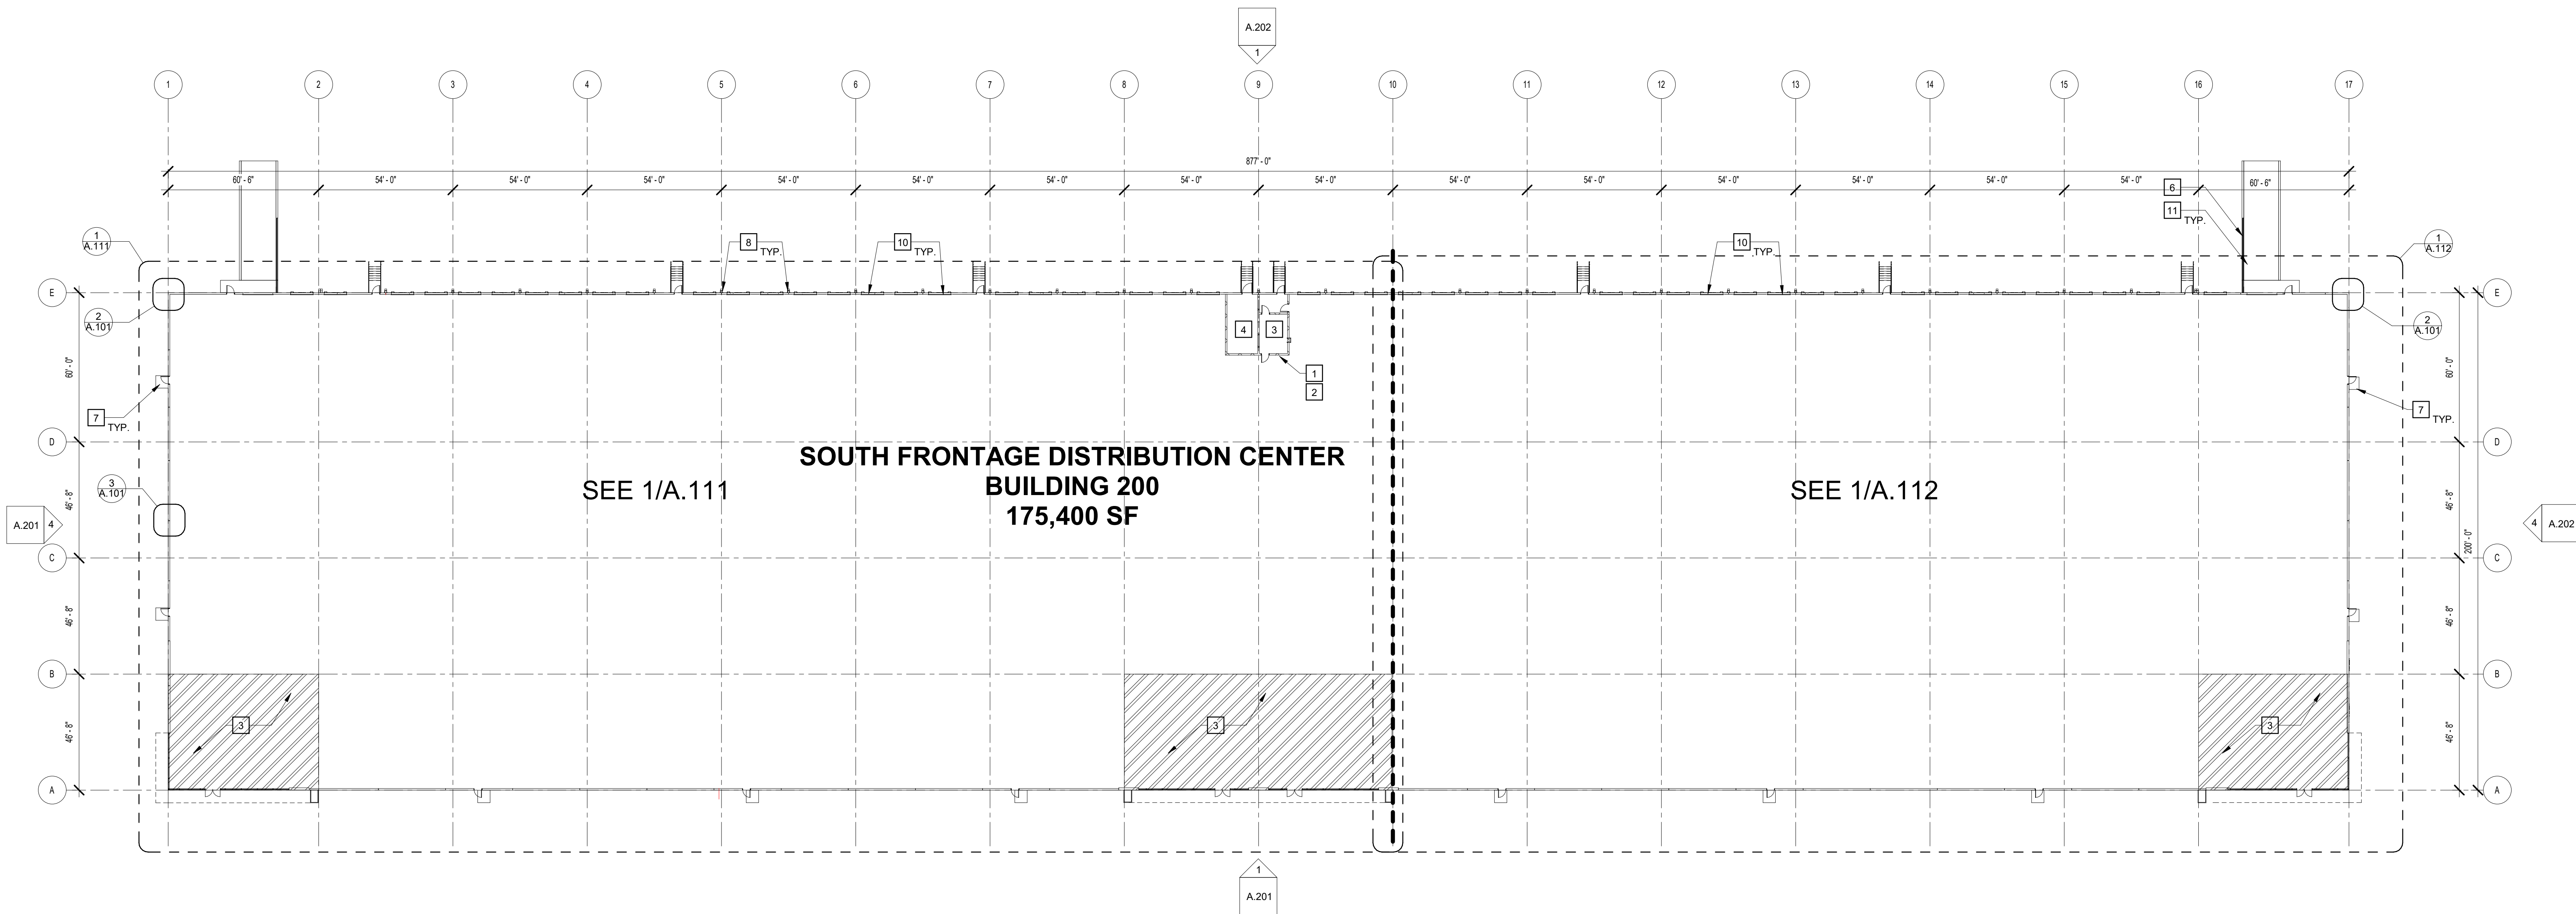 A.202
1
1 2 3 4 5 6 7 8 9 10 11 12 13 14 15 16 17
877' - 0"
60' - 6" 54' - 0" 54' - 0" 54' - 0" 54' - 0" 54' - 0" 54' - 0" 54' - 0" 54' - 0" 54' - 0" 54' - 0" 54' - 0" 54' - 0" 54' - 0" 54' - 0" 60' - 6"
6
11 TYP.
1
A.111
8 TYP.
10 TYP.
10 TYP.
1
A.112
E
E
2
A.101
4
3
2
A.101
60' - 0"
60' - 0"
1
2
7 TYP.
7 TYP.
D
D
SOUTH FRONTAGE DISTRIBUTION CENTER
BUILDING 200
175,400 SF
SEE 1/A.111
SEE 1/A.112
3
A.101
46' - 8"
46' - 8"
A.201 4
4 A.202
200' - 0"
C
C
46' - 8"
46' - 8"
B
B
3
3
3
46' - 8"
46' - 8"
A
A
1
A.201